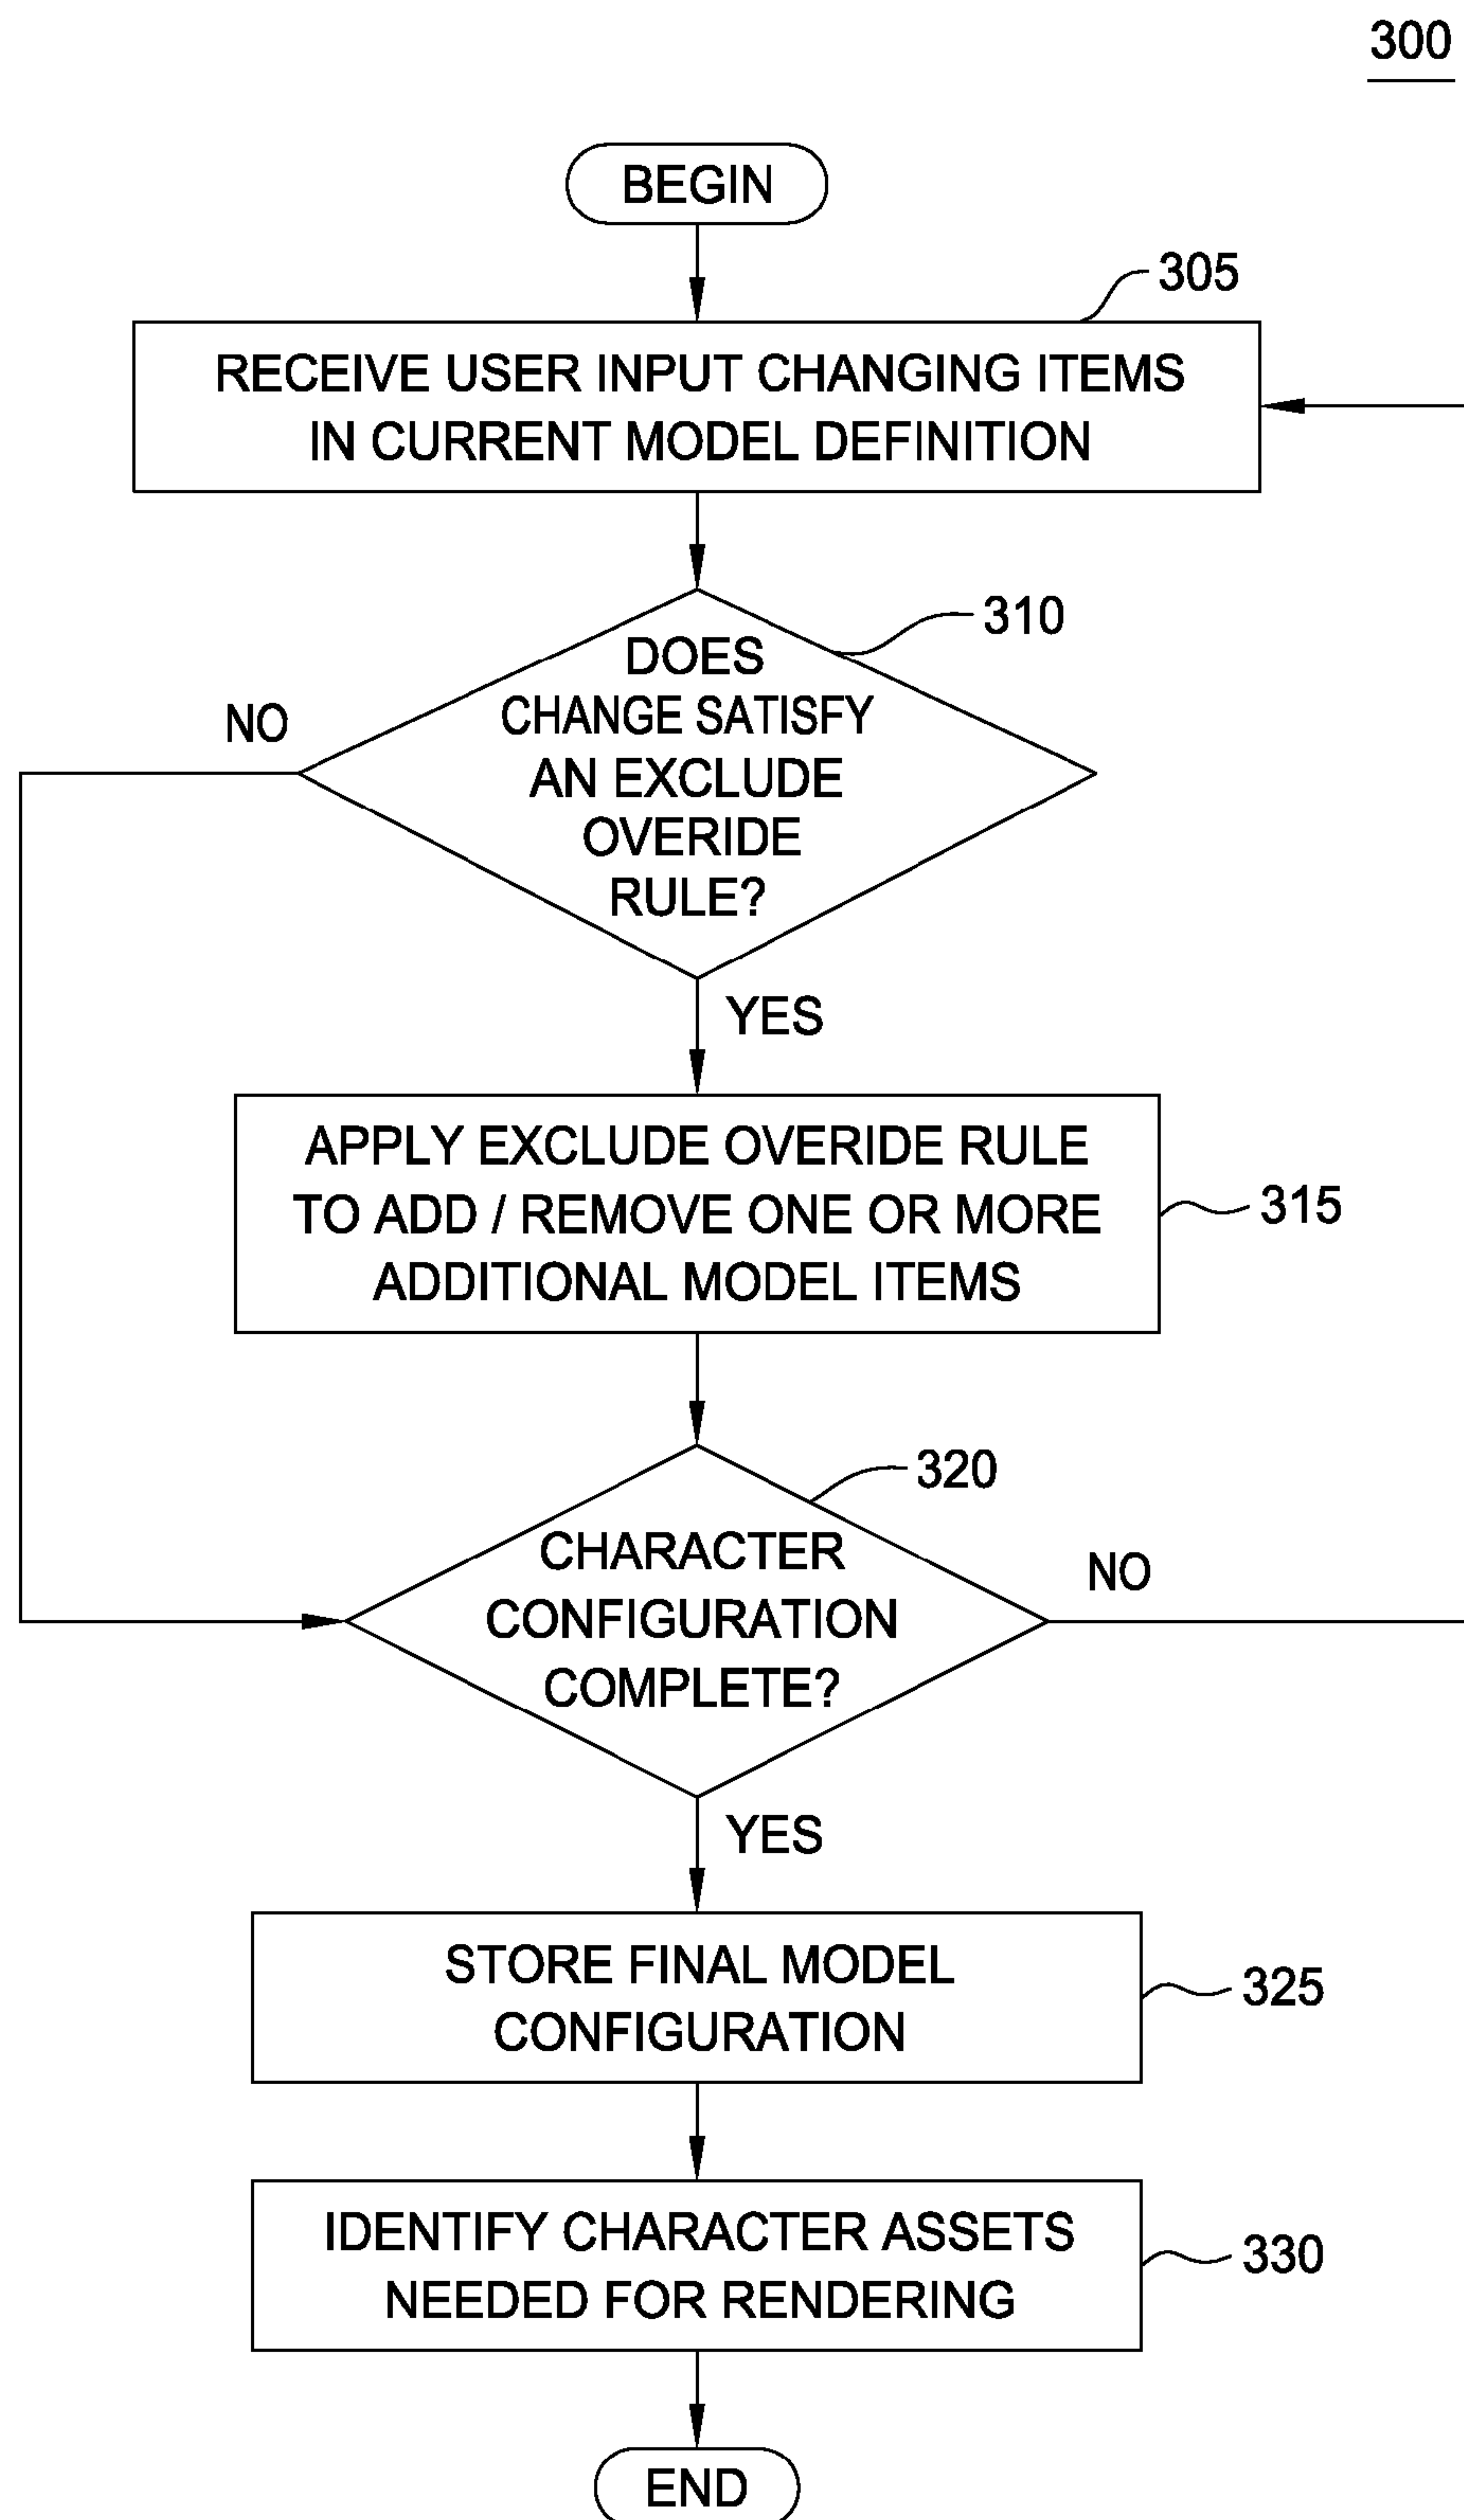 300
BEGIN
305
RECEIVE USER INPUT CHANGING ITEMS
IN CURRENT MODEL DEFINITION
310
DOES
CHANGE SATISFY
AN EXCLUDE
OVERIDE
RULE?
NO
YES
APPLY EXCLUDE OVERIDE RULE
TO ADD / REMOVE ONE OR MORE
ADDITIONAL MODEL ITEMS
315
320
CHARACTER
CONFIGURATION
COMPLETE?
NO
YES
STORE FINAL MODEL
CONFIGURATION
325
IDENTIFY CHARACTER ASSETS
NEEDED FOR RENDERING
330
END